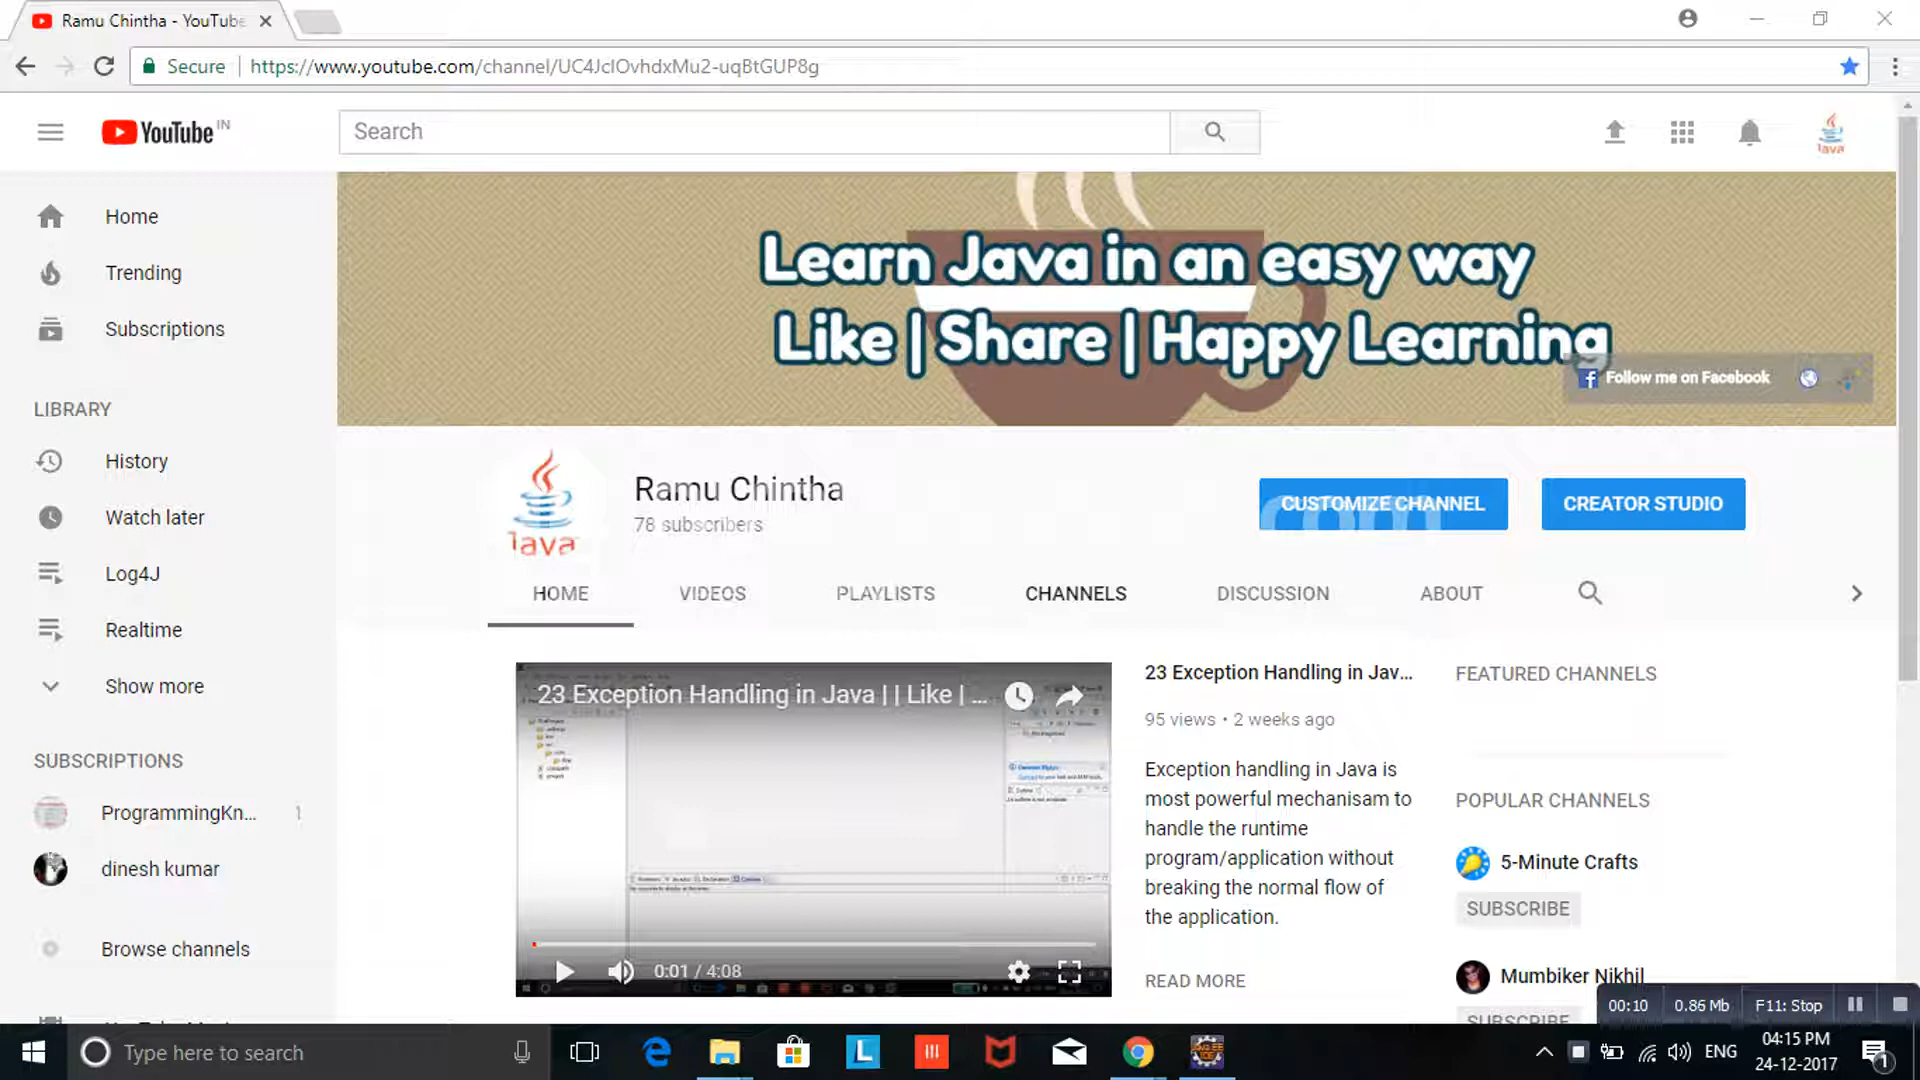 Ramu Chintha - YouTube
Secure
https://www.youtube.com/channel/UC4JcIOvhdxMu2-uqBtGUP8g
YouTube IN
Search
Home
Trending
Subscriptions
LIBRARY
History
Watch later
Log4J
Realtime
Show more
SUBSCRIPTIONS
ProgrammingKn... 1
dinesh kumar
Browse channels
Learn Java in an easy way
Like | Share | Happy Learning
Follow me on Facebook
Java
Ramu Chintha
78 subscribers
CUSTOMIZE CHANNEL
CREATOR STUDIO
HOME VIDEOS PLAYLISTS CHANNELS DISCUSSION ABOUT
23 Exception Handling in Java | | Like | ...
0:01 / 4:08
23 Exception Handling in Jav...
95 views • 2 weeks ago
Exception handling in Java is
most powerful mechanisam to
handle the runtime
program/application without
breaking the normal flow of
the application.
READ MORE
FEATURED CHANNELS
POPULAR CHANNELS
5-Minute Crafts
SUBSCRIBE
Mumbiker Nikhil
SUBSCRIBE
00:10 0.86 Mb F11: Stop
Type here to search
ENG
04:15 PM
24-12-2017
1